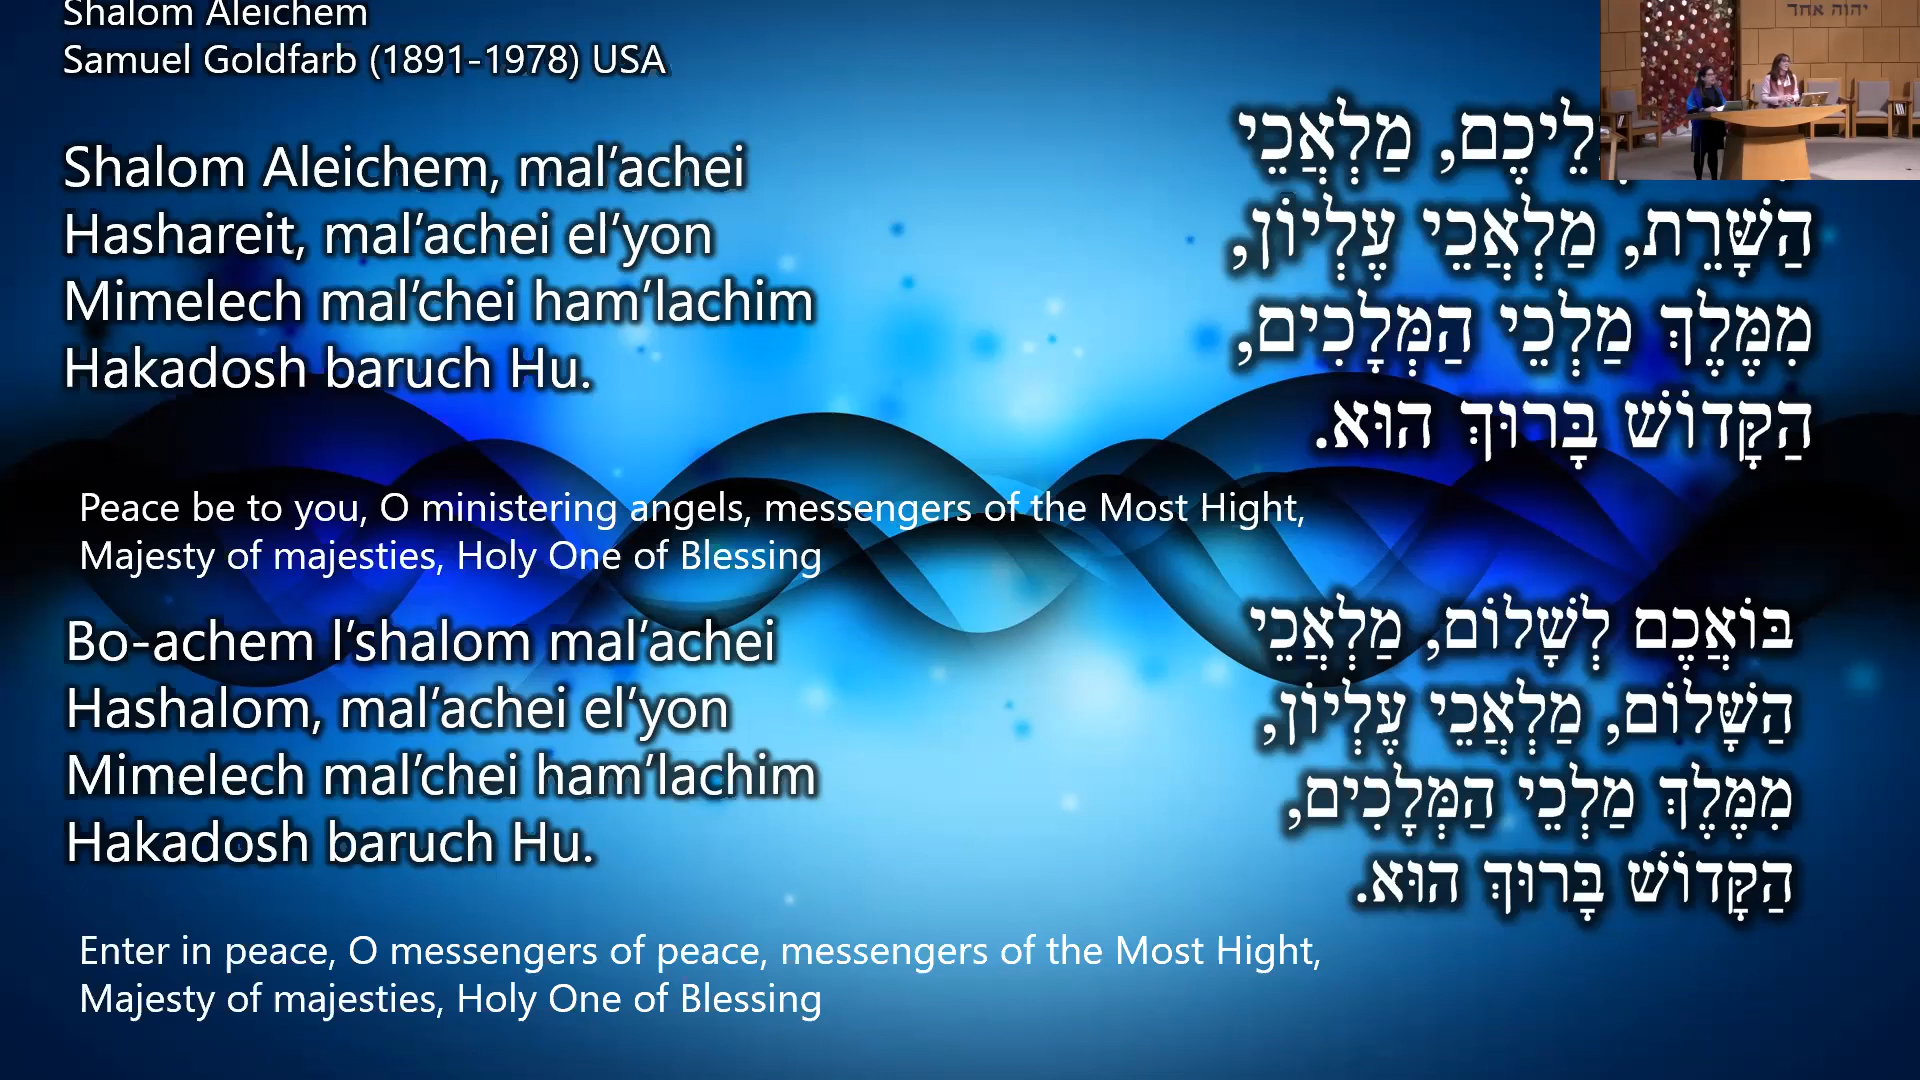 Shalom Aleichem
Samuel Goldfarb (1891-1978) USA
Shalom Aleichem, mal’achei
Hashareit, mal’achei el’yon
Mimelech mal’chei ham’lachim
Hakadosh baruch Hu.
מַלְאֲכֵי
הַשָּׁרֵת, מַלְאֲכֵי עֶלְיוֹן,
מִמֶּלֶךְ מַלְכֵי הַמְּלָכִים,
הַקָּדוֹשׁ בָּרוּךְ הוּא.
Peace be to you, O ministering angels, messengers of the Most Hight,
Majesty of majesties, Holy One of Blessing
Bo-achem l’shalom mal’achei
Hashalom, mal’achei el’yon
Mimelech mal’chei ham’lachim
Hakadosh baruch Hu.
בּוֹאֲכֶם לְשָׁלוֹם, מַלְאֲכֵי
הַשָּׁלוֹם, מַלְאֲכֵי עֶלְיוֹן,
מִמֶּלֶךְ מַלְכֵי הַמְּלָכִים,
הַקָּדוֹשׁ בָּרוּךְ הוּא.
Enter in peace, O messengers of peace, messengers of the Most Hight,
Majesty of majesties, Holy One of Blessing
יהוה אחד